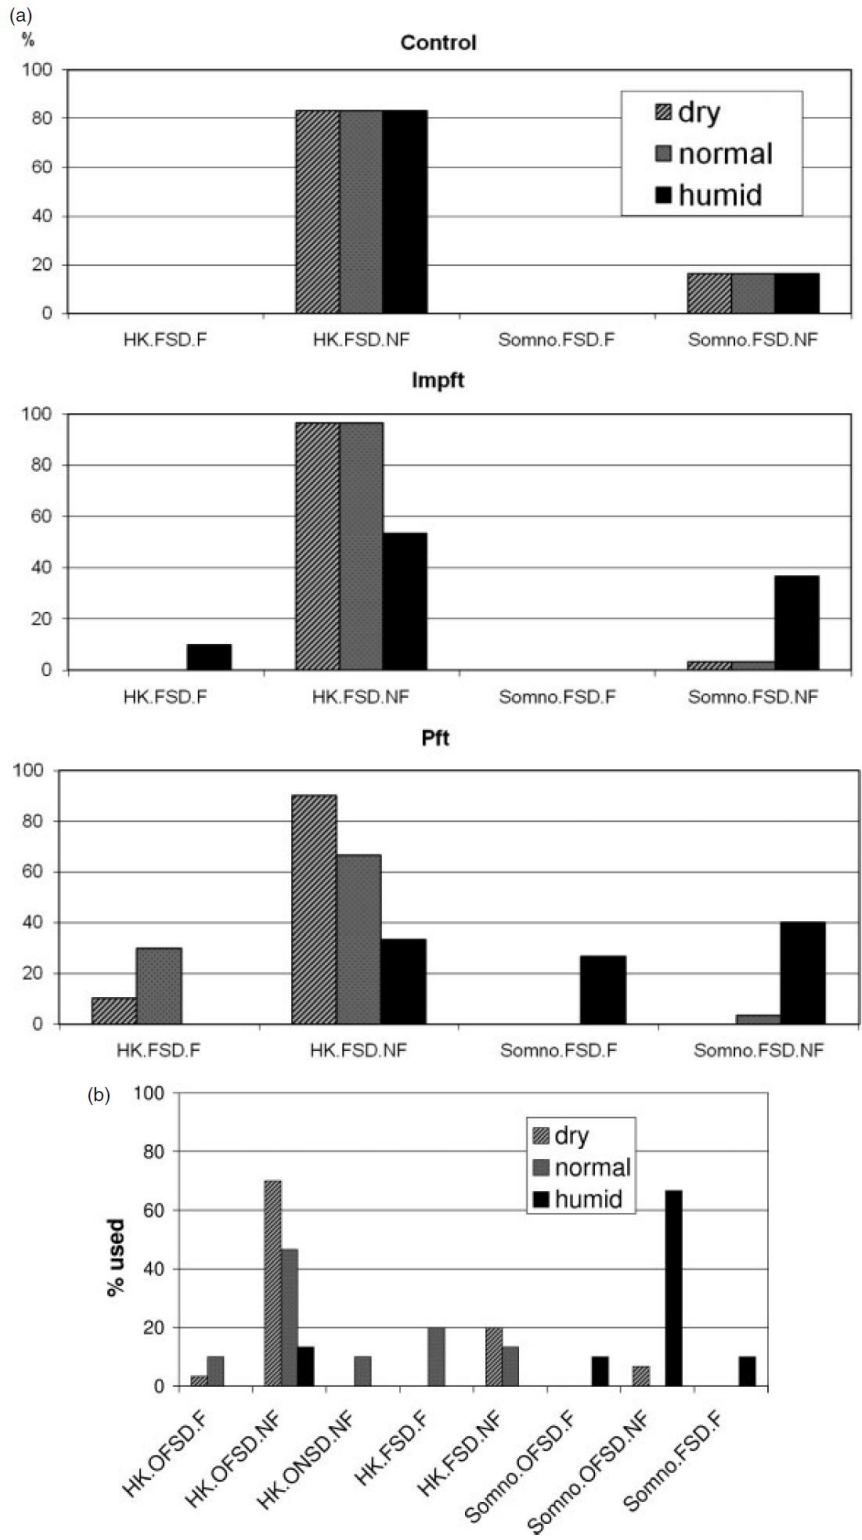 (a)
%
Control
100
80
60
40
20
0
dry
normal
humid
HK.FSD.F HK.FSD.NF Somno.FSD.F Somno.FSD.NF
Impft
100
80
60
40
20
0
HK.FSD.F HK.FSD.NF Somno.FSD.F Somno.FSD.NF
Pft
100
80
60
40
20
0
HK.FSD.F HK.FSD.NF Somno.FSD.F Somno.FSD.NF
(b)
% used
100
80
60
40
20
0
dry
normal
humid
HK.OFSD.F
HK.OFSD.NF
HK.ONSD.NF
HK.FSD.F
HK.FSD.NF
Somno.OFSD.F
Somno.OFSD.NF
Somno.FSD.F